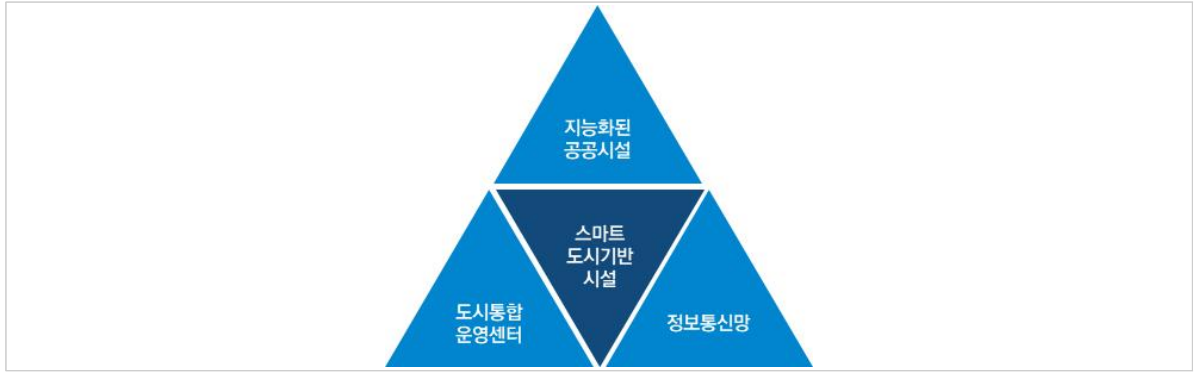 지능화된
공공시설
스마트
도시기반
시설
도시통합
운영센터
정보통신망